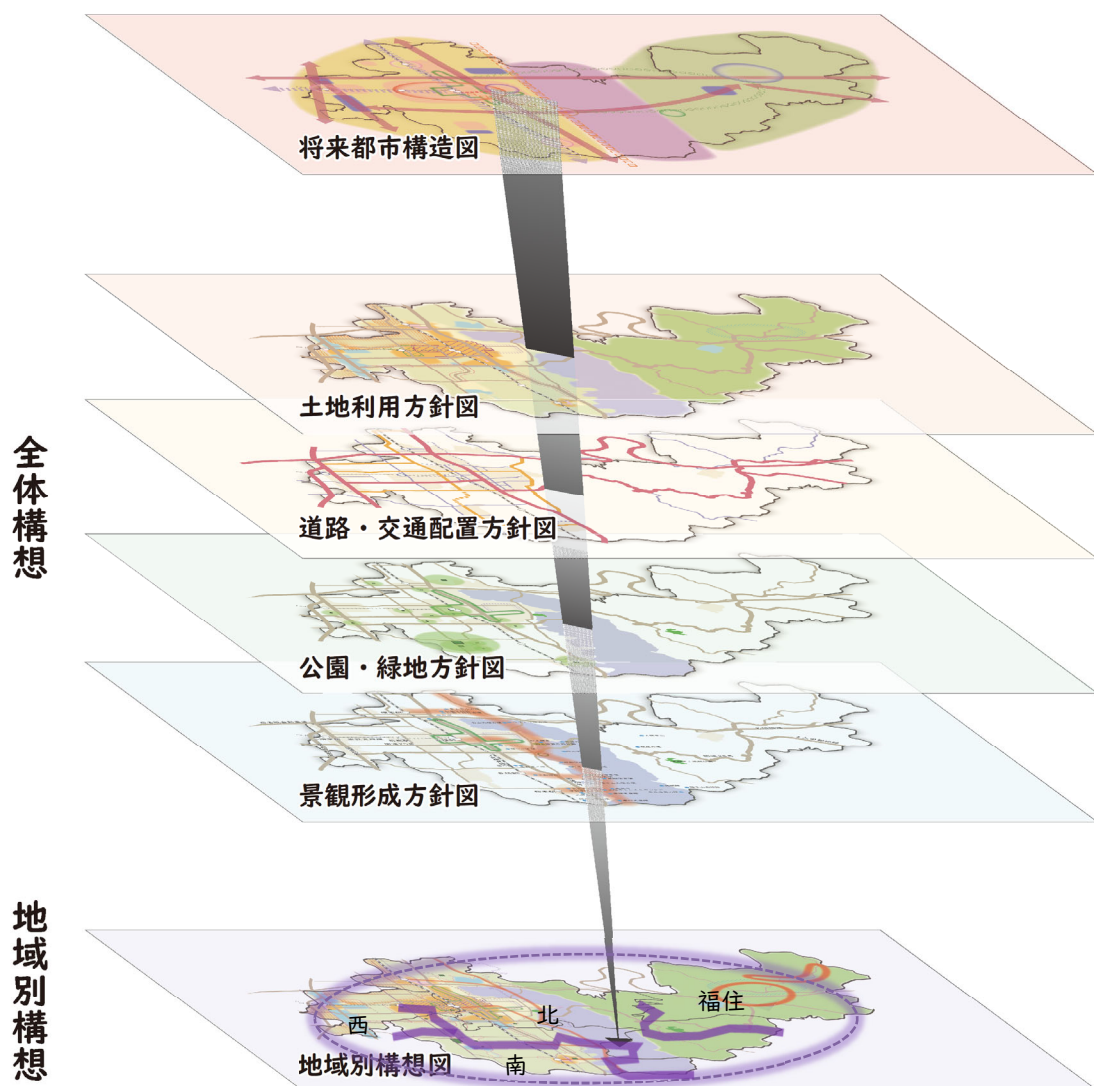 将来都市構造図
全体構想
土地利用方針図
道路・交通配置方針図
公園・緑地方針図
景観形成方針図
地域別構想
福住
北
西
地域別構想図
南